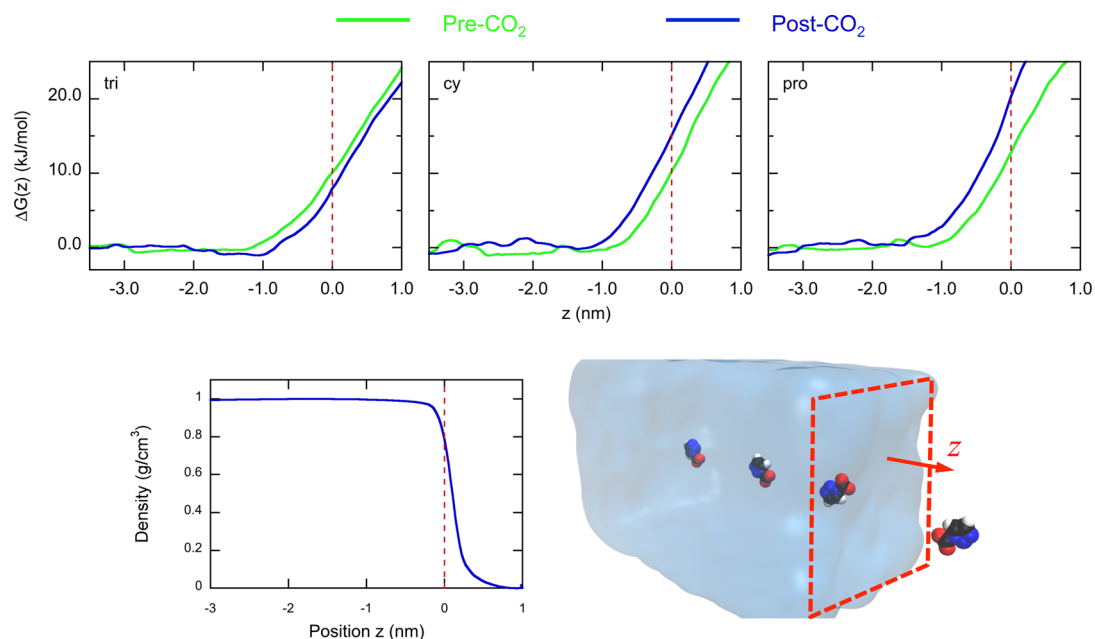 Pre-CO₂ Post-CO₂
tri cy pro
ΔG(z) (kJ/mol)
20.0
10.0
0.0
-3.0 -2.0 -1.0 0.0 1.0 -3.0 -2.0 -1.0 0.0 1.0 -3.0 -2.0 -1.0 0.0 1.0
z (nm)
Density (g/cm³)
1
0.8
0.6
0.4
0.2
0
-3 -2 -1 0 1
Position z (nm)
z